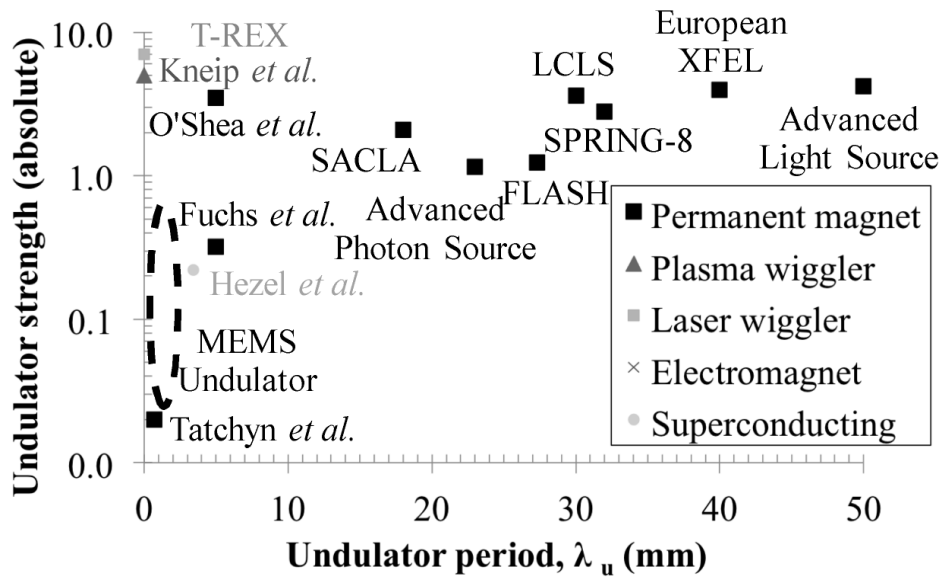 10.0
1.0
0.1
0.0
Undulator strength (absolute)
T-REX
Kneip et al.
O'Shea et al.
SACLA
LCLS
European
XFEL
SPRING-8
Advanced
Light Source
FLASH
Advanced
Photon Source
Fuchs et al.
Hezel et al.
MEMS
Undulator
Tatchyn et al.
Permanent magnet
Plasma wiggler
Laser wiggler
Electromagnet
Superconducting
0 10 20 30 40 50
Undulator period, λ u (mm)